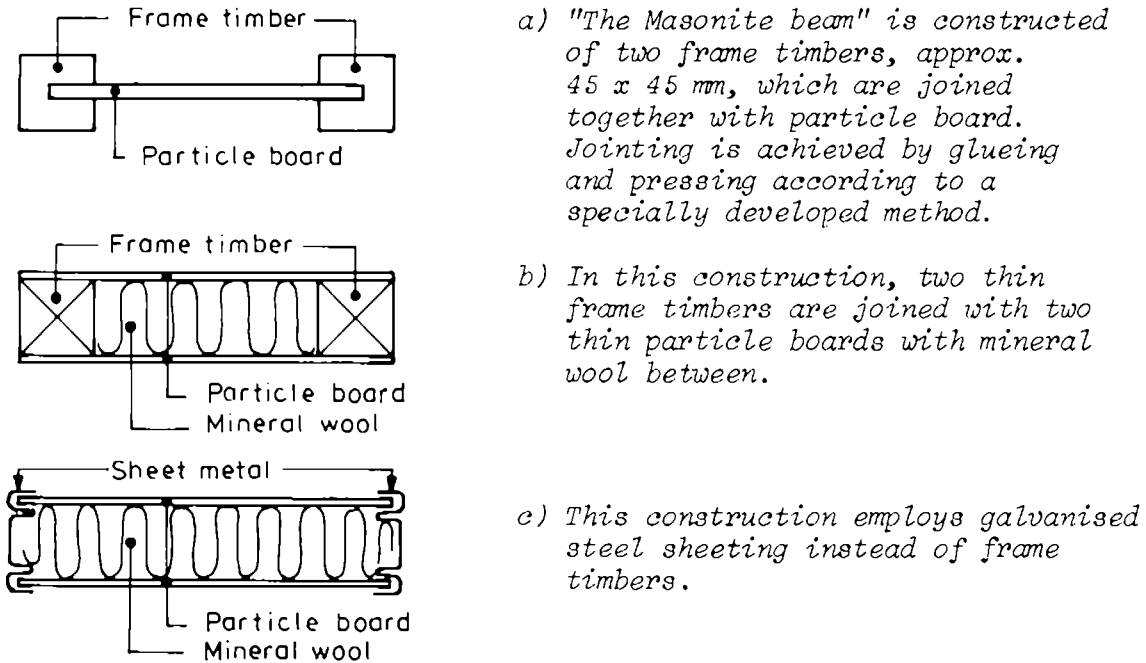 Frame timber
Particle board
a) "The Masonite beam" is constructed
of two frame timbers, approx.
45 x 45 mm, which are joined
together with particle board.
Jointing is achieved by glueing
and pressing according to a
specially developed method.
Frame timber
Particle board
Mineral wool
b) In this construction, two thin
frame timbers are joined with two
thin particle boards with mineral
wool between.
Sheet metal
Particle board
Mineral wool
c) This construction employs galvanised
steel sheeting instead of frame
timbers.